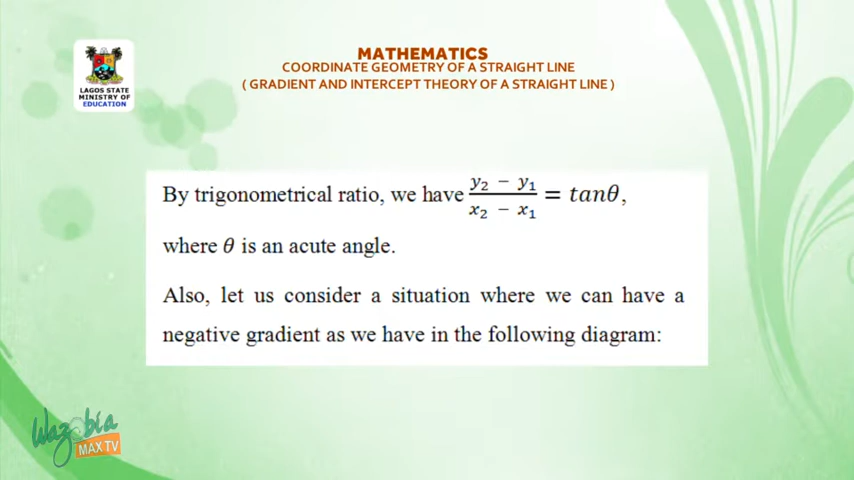 MATHEMATICS
COORDINATE GEOMETRY OF A STRAIGHT LINE
( GRADIENT AND INTERCEPT THEORY OF A STRAIGHT LINE )
LAGOS STATE
MINISTRY OF
EDUCATION
By trigonometrical ratio, we have (y₂ − y₁)/(x₂ − x₁) = tanθ,
where θ is an acute angle.
Also, let us consider a situation where we can have a
negative gradient as we have in the following diagram:
Wazobia
MAX TV